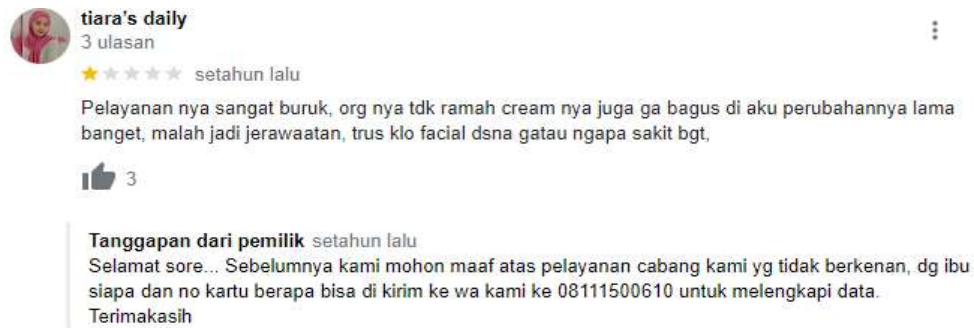 tiara's daily
3 ulasan
setahun lalu
Pelayanan nya sangat buruk, org nya tdk ramah cream nya juga ga bagus di aku perubahannya lama
banget, malah jadi jerawaatan, trus klo facial dsna gatau ngapa sakit bgt,
3
Tanggapan dari pemilik setahun lalu
Selamat sore... Sebelumnya kami mohon maaf atas pelayanan cabang kami yg tidak berkenan, dg ibu
siapa dan no kartu berapa bisa di kirim ke wa kami ke 08111500610 untuk melengkapi data.
Terimakasih